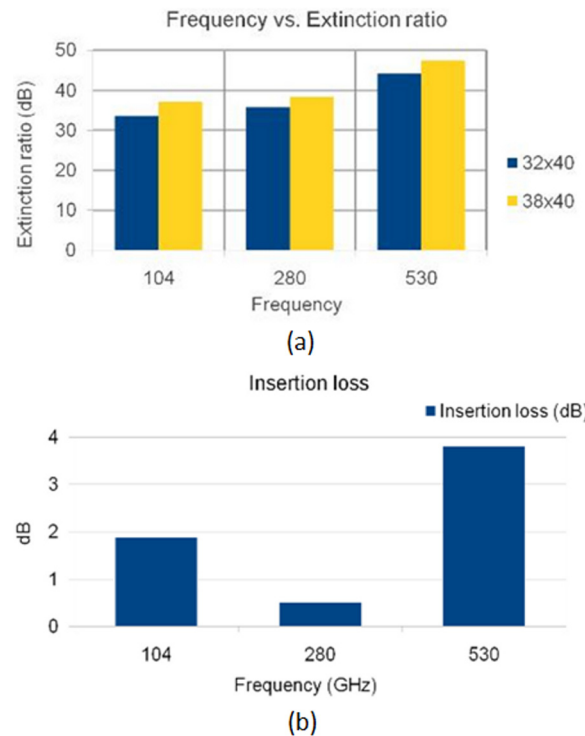 Frequency vs. Extinction ratio
Extinction ratio (dB)
50
40
30
20
10
0
104 280 530
Frequency
32x40
38x40
(a)
Insertion loss
Insertion loss (dB)
dB
4
3
2
1
0
104 280 530
Frequency (GHz)
(b)